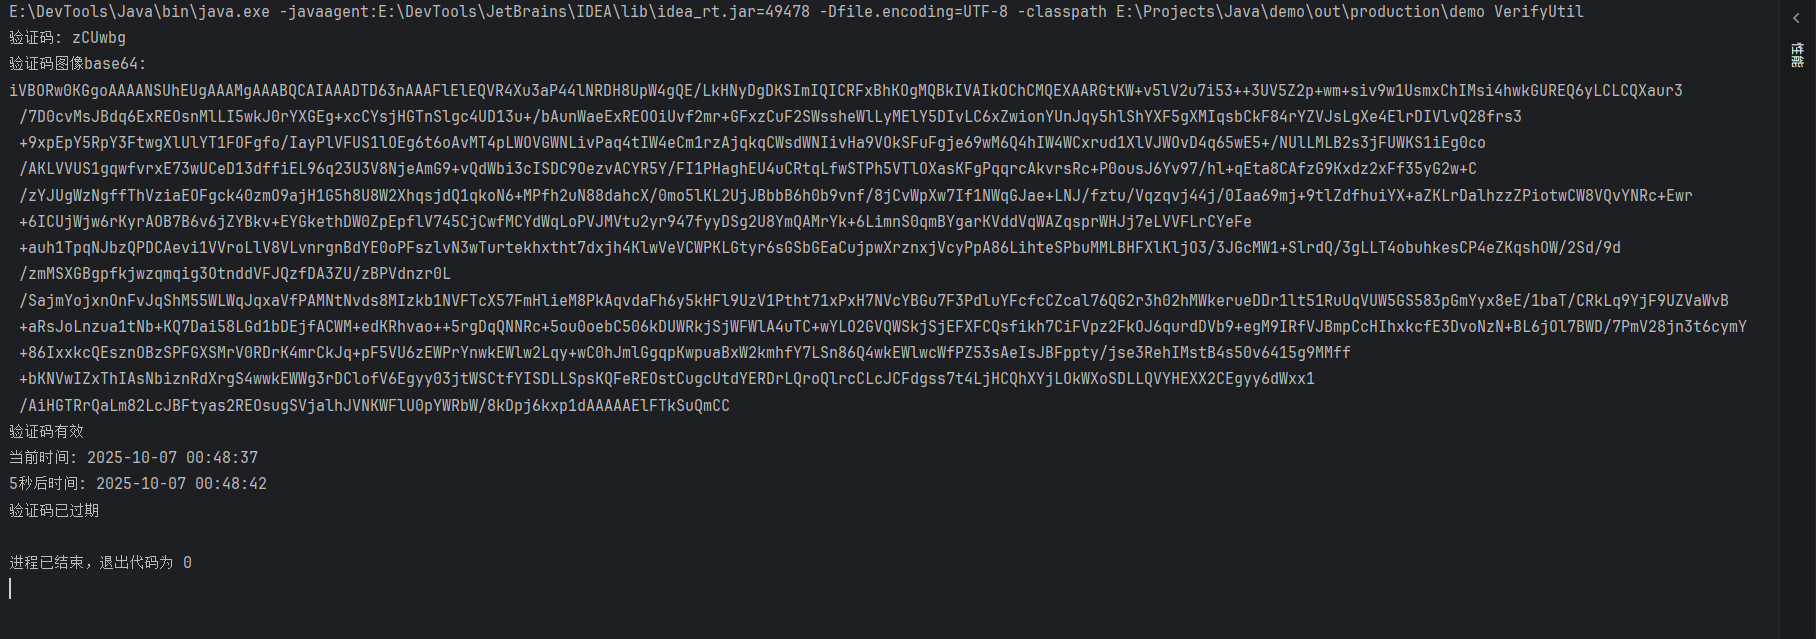 E:\DevTools\Java\bin\java.exe -javaagent:E:\DevTools\JetBrains\IDEA\lib\idea_rt.jar=49478 -Dfile.encoding=UTF-8 -classpath E:\Projects\Java\demo\out\production\demo VerifyUtil
验证码: zCUwbg
验证码图像base64:
iVBORw0KGgoAAAANSUhEUgAAAMgAAABQCAIAAADTD63nAAAFlElEQVR4Xu3aP44lNRDH8UpW4gQE/LkHNyDgDKSImIQICRFxBhKOgMQBkIVAIkOChCMQEXAARGtKW+v5lV2u7i53++3UV5Z2p+wm+siv9w1UsmxChIMsi4hwkGUREQ6yLCLCQXaur3
/7D0cvMsJBdq6ExREOsnMlLI5wkJ0rYXGEg+xcCYsjHGTnSlgc4UD13u+/bAunWaeExREOOiUvf2mr+GFxzCuF2SWssheWlLyMElY5DIvLC6xZwionYUnJqy5hlShYXF5gXMIqsbCkF84rYZVJsLgXe4ElrDIVlvQ28frs3
+9xpEpY5RpY3FtwgXlUlYT1FOFgfo/IayPlVFUS1lOEg6t6oAvMT4pLWOVGWNLivPaq4tIW4eCm1rzAjqkqCWsdWNIivHa9VOkSFuFgje69wM6Q4hIW4WCxrud1XlVJWOvD4q65wE5+/NUlLMLB2s3jFUWKS1iEg0co
/AKLVVUS1gqwfvrxE73wUCeD13dffiEL96q23U3V8NjeAmG9+vQdWbi3cISDC9OezvACYR5Y/FI1PHaghEU4uCRtqLfwSTPh5VTlOXasKFgPqqrcAkvrsRc+P0ousJ6Yv97/hl+qEta8CAfzG9Kxdz2xFf35yG2w+C
/zYJUgWzNgffThVziaEOFgck40zmO9ajH1G5h8U8W2XhqsjdQ1qkoN6+MPfh2uN88dahcX/0mo5lKL2UjJBbbB6h0b9vnf/8jCvWpXw7If1NWqGJae+LNJ/fztu/Vqzqvj44j/0Iaa69mj+9tlZdfhuiYX+aZKLrDalhzzZPiotwCW8VQvYNRc+Ewr
+6ICUjWjw6rKyrAOB7B6v6jZYBkv+EYGkethDW0ZpEpflV745CjCwfMCYdWqLoPVJMVtu2yr947fyyDSg2U8YmQAMrYk+6LimnS0qmBYgarKVddVqWAZqsprWHJj7eLVVFLrCYeFe
+auh1TpqNJbzQPDCAevi1VVroLlV8VLvnrgnBdYE0oPFszlvN3wTurtekhxtht7dxjh4KlwVeVCWPKLGtyr6sGSbGEaCujpwXrznxjVcyPpA86LihteSPbuMMLBHFXlKljO3/3JGcMW1+SlrdQ/3gLLT4obuhkesCP4eZKqshOW/2Sd/9d
/zmMSXGBgpfkjwzqmqig3OtnddVFJQzfDA3ZU/zBPVdnzr0L
/SajmYojxnOnFvJqShM55WLWqJqxaVfPAMNtNvds8MIzkb1NVFTcX57FmHlieM8PkAqvdaFh6y5kHFl9UzV1Ptht71xPxH7NVcYBGu7F3PdluYFcfcCZcal76QG2r3h02hMWkerueDDr1lt51RuUqVUW5GS583pGmYyx8eE/1baT/CRkLq9YjF9UZVaWvB
+aRsJoLnzua1tNb+KQ7Dai58LGd1bDEjfACWM+edKRhvao++5rgDqQNNRc+5ou0oebC506kDUWRkjSjWFWlA4uTC+wYLO2GVQWSkjSjEFXFCQsfikh7CiFVpz2FkOJ6qurdDVb9+egM9IRfVJBmpCcHIhxkcfE3DvoNzN+BL6jOl7BWD/7PmV28jn3t6cymY
+86IxxkcQEsznOBzSPFGXSMrV0RDrK4mrCkJq+pF5VU6zEWPrYnwkEWlw2Lqy+wC0hJmlGgqpKwpuaBxW2kmhfY7LSn86Q4wkEWlwcWfPZ53sAeIsJBFppty/jse3RehIMstB4s50v6415g9MMff
+bKNVwIZxThIAsNbiznRdXrgS4wwkEWWg3rDClofV6Egyy03jtWSCtfYISDLLSpsKQFeREOstCugcUtdYERDrLQroQlrcCLcJCFdgss7t4LjHCQhXYjLOkWXoSDLLQVYHEXX2CEgyy6dWxx1
/AiHGTRrQaLm82LcJBFtyas2REOsugSVjalhJVNKWFlU0pYWRbW/8kDpj6kxp1dAAAAAElFTkSuQmCC
验证码有效
当前时间: 2025-10-07 00:48:37
5秒后时间: 2025-10-07 00:48:42
验证码已过期
进程已结束，退出代码为 0
性能